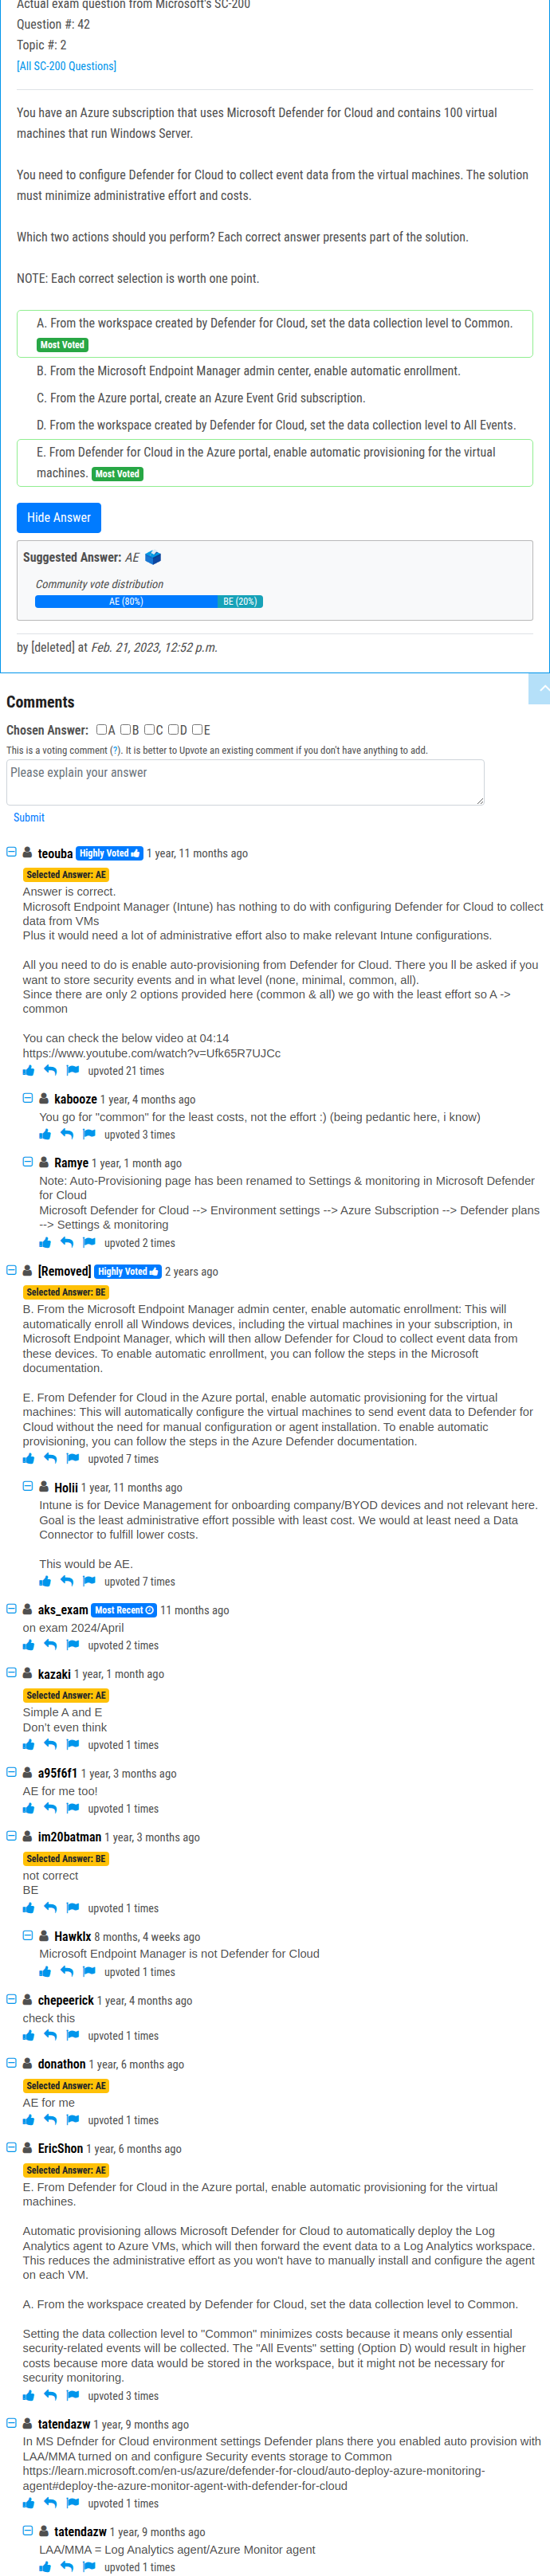 Actual exam question from Microsoft's SC-200
Question #: 42
Topic #: 2
[All SC-200 Questions]
You have an Azure subscription that uses Microsoft Defender for Cloud and contains 100 virtual
machines that run Windows Server.
You need to configure Defender for Cloud to collect event data from the virtual machines. The solution
must minimize administrative effort and costs.
Which two actions should you perform? Each correct answer presents part of the solution.
NOTE: Each correct selection is worth one point.
A. From the workspace created by Defender for Cloud, set the data collection level to Common.
Most Voted
B. From the Microsoft Endpoint Manager admin center, enable automatic enrollment.
C. From the Azure portal, create an Azure Event Grid subscription.
D. From the workspace created by Defender for Cloud, set the data collection level to All Events.
E. From Defender for Cloud in the Azure portal, enable automatic provisioning for the virtual
machines. Most Voted
Hide Answer
Suggested Answer: AE
Community vote distribution
AE (80%) BE (20%)
by [deleted] at Feb. 21, 2023, 12:52 p.m.
Comments
Chosen Answer: A B C D E
This is a voting comment (?). It is better to Upvote an existing comment if you don't have anything to add.
Please explain your answer
Submit
teouba Highly Voted 1 year, 11 months ago
Selected Answer: AE
Answer is correct.
Microsoft Endpoint Manager (Intune) has nothing to do with configuring Defender for Cloud to collect
data from VMs
Plus it would need a lot of administrative effort also to make relevant Intune configurations.
All you need to do is enable auto-provisioning from Defender for Cloud. There you ll be asked if you
want to store security events and in what level (none, minimal, common, all).
Since there are only 2 options provided here (common & all) we go with the least effort so A ->
common
You can check the below video at 04:14
https://www.youtube.com/watch?v=Ufk65R7UJCc
upvoted 21 times
kabooze 1 year, 4 months ago
You go for "common" for the least costs, not the effort :) (being pedantic here, i know)
upvoted 3 times
Ramye 1 year, 1 month ago
Note: Auto-Provisioning page has been renamed to Settings & monitoring in Microsoft Defender
for Cloud
Microsoft Defender for Cloud --> Environment settings --> Azure Subscription --> Defender plans
--> Settings & monitoring
upvoted 2 times
[Removed] Highly Voted 2 years ago
Selected Answer: BE
B. From the Microsoft Endpoint Manager admin center, enable automatic enrollment: This will
automatically enroll all Windows devices, including the virtual machines in your subscription, in
Microsoft Endpoint Manager, which will then allow Defender for Cloud to collect event data from
these devices. To enable automatic enrollment, you can follow the steps in the Microsoft
documentation.
E. From Defender for Cloud in the Azure portal, enable automatic provisioning for the virtual
machines: This will automatically configure the virtual machines to send event data to Defender for
Cloud without the need for manual configuration or agent installation. To enable automatic
provisioning, you can follow the steps in the Azure Defender documentation.
upvoted 7 times
Holii 1 year, 11 months ago
Intune is for Device Management for onboarding company/BYOD devices and not relevant here.
Goal is the least administrative effort possible with least cost. We would at least need a Data
Connector to fulfill lower costs.
This would be AE.
upvoted 7 times
aks_exam Most Recent 11 months ago
on exam 2024/April
upvoted 2 times
kazaki 1 year, 1 month ago
Selected Answer: AE
Simple A and E
Don't even think
upvoted 1 times
a95f6f1 1 year, 3 months ago
AE for me too!
upvoted 1 times
im20batman 1 year, 3 months ago
Selected Answer: BE
not correct
BE
upvoted 1 times
Hawklx 8 months, 4 weeks ago
Microsoft Endpoint Manager is not Defender for Cloud
upvoted 1 times
chepeerick 1 year, 4 months ago
check this
upvoted 1 times
donathon 1 year, 6 months ago
Selected Answer: AE
AE for me
upvoted 1 times
EricShon 1 year, 6 months ago
Selected Answer: AE
E. From Defender for Cloud in the Azure portal, enable automatic provisioning for the virtual
machines.
Automatic provisioning allows Microsoft Defender for Cloud to automatically deploy the Log
Analytics agent to Azure VMs, which will then forward the event data to a Log Analytics workspace.
This reduces the administrative effort as you won't have to manually install and configure the agent
on each VM.
A. From the workspace created by Defender for Cloud, set the data collection level to Common.
Setting the data collection level to "Common" minimizes costs because it means only essential
security-related events will be collected. The "All Events" setting (Option D) would result in higher
costs because more data would be stored in the workspace, but it might not be necessary for
security monitoring.
upvoted 3 times
tatendazw 1 year, 9 months ago
In MS Defnder for Cloud environment settings Defender plans there you enabled auto provision with
LAA/MMA turned on and configure Security events storage to Common
https://learn.microsoft.com/en-us/azure/defender-for-cloud/auto-deploy-azure-monitoring-
agent#deploy-the-azure-monitor-agent-with-defender-for-cloud
upvoted 1 times
tatendazw 1 year, 9 months ago
LAA/MMA = Log Analytics agent/Azure Monitor agent
upvoted 1 times